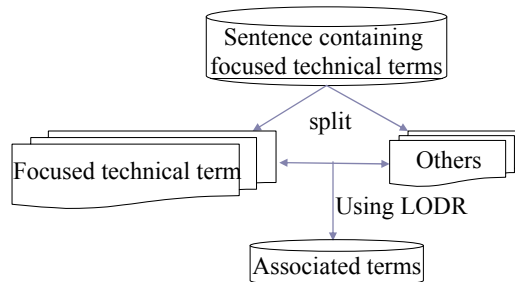 Sentence containing
focused technical terms
split
Focused technical term
Others
Using LODR
Associated terms